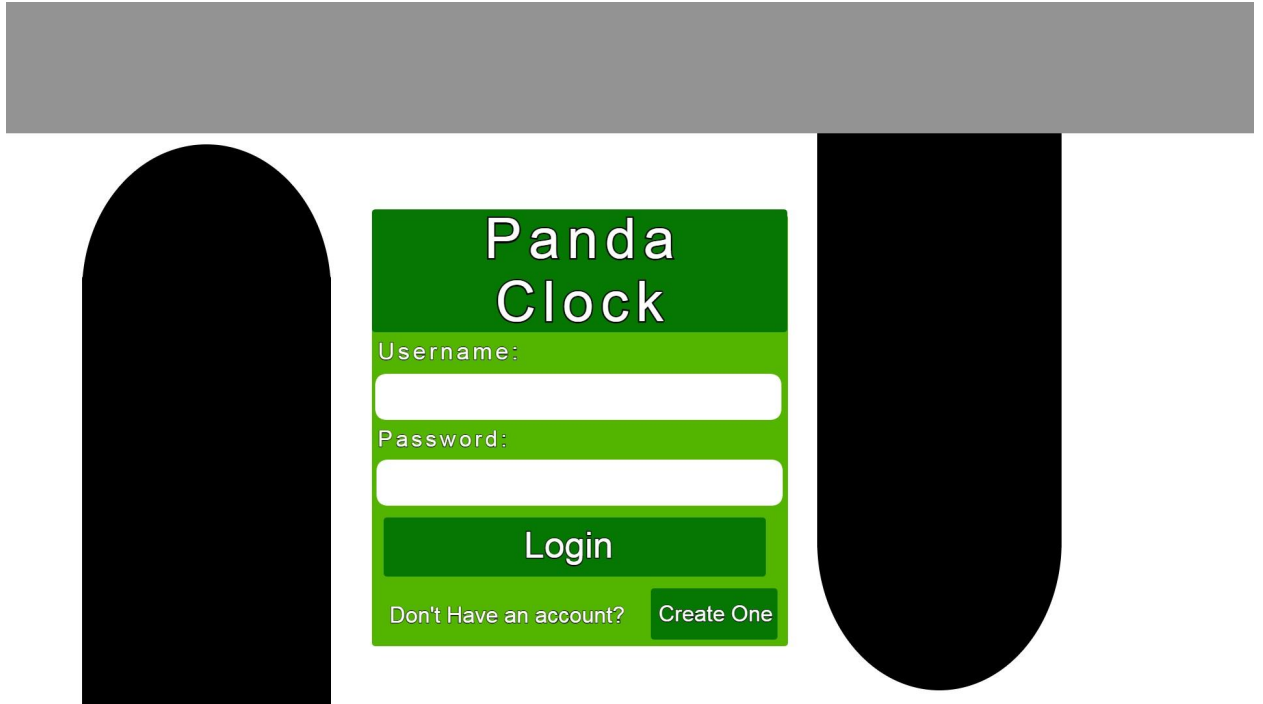 Panda
Clock
Username:
Password:
Login
Don't Have an account? Create One